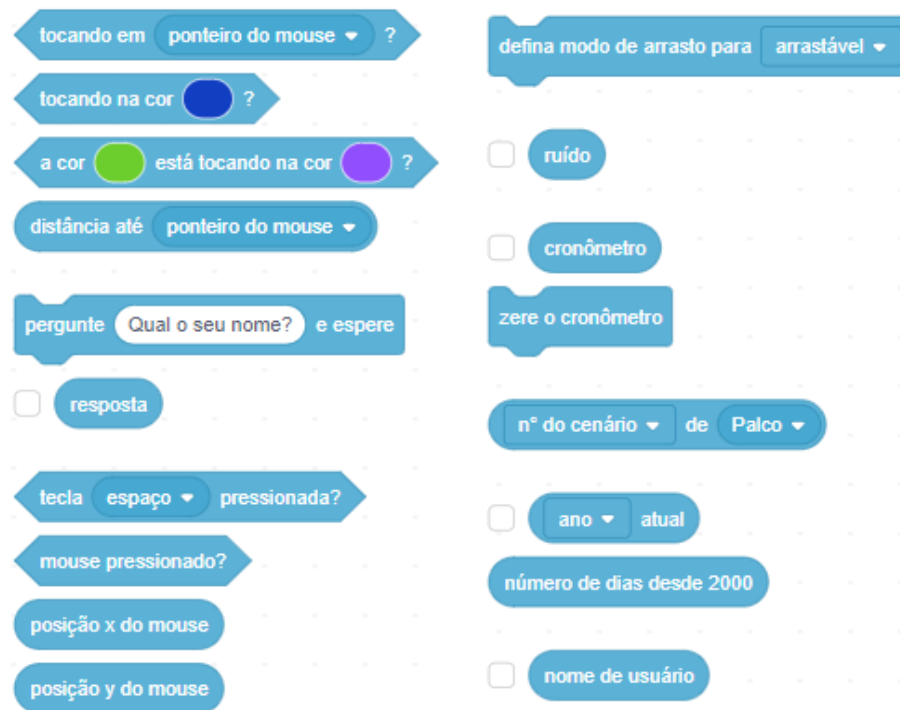 tocando em ponteiro do mouse ?
tocando na cor ?
a cor está tocando na cor ?
distância até ponteiro do mouse
pergunte Qual o seu nome? e espere
resposta
tecla espaço pressionada?
mouse pressionado?
posição x do mouse
posição y do mouse
defina modo de arrasto para arrastável
ruído
cronômetro
zere o cronômetro
n° do cenário de Palco
ano atual
número de dias desde 2000
nome de usuário